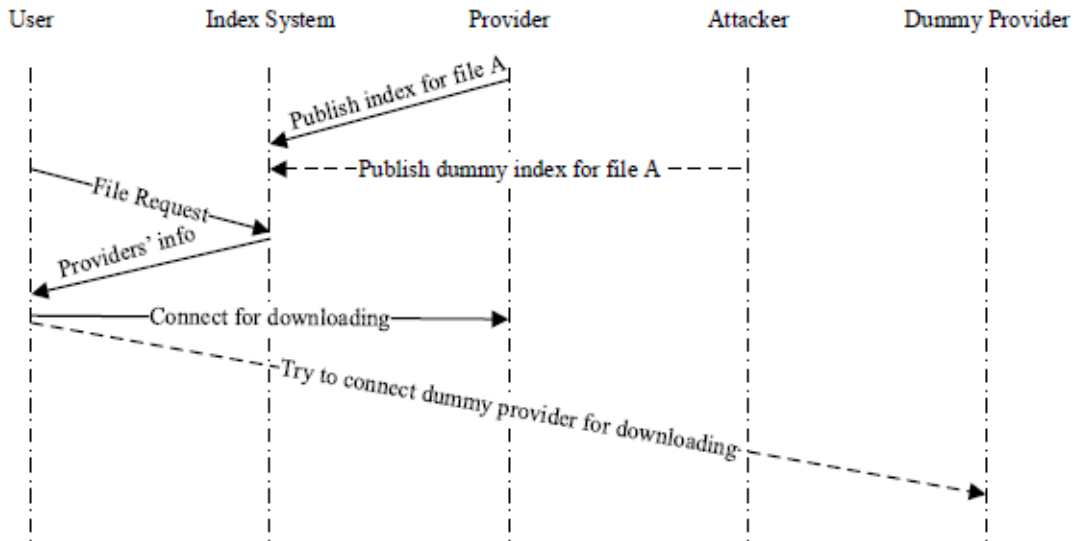 User
Index System
Provider
Attacker
Dummy Provider
Publish index for file A
Publish dummy index for file A
File Request
Providers' info
Connect for downloading
Try to connect dummy provider for downloading